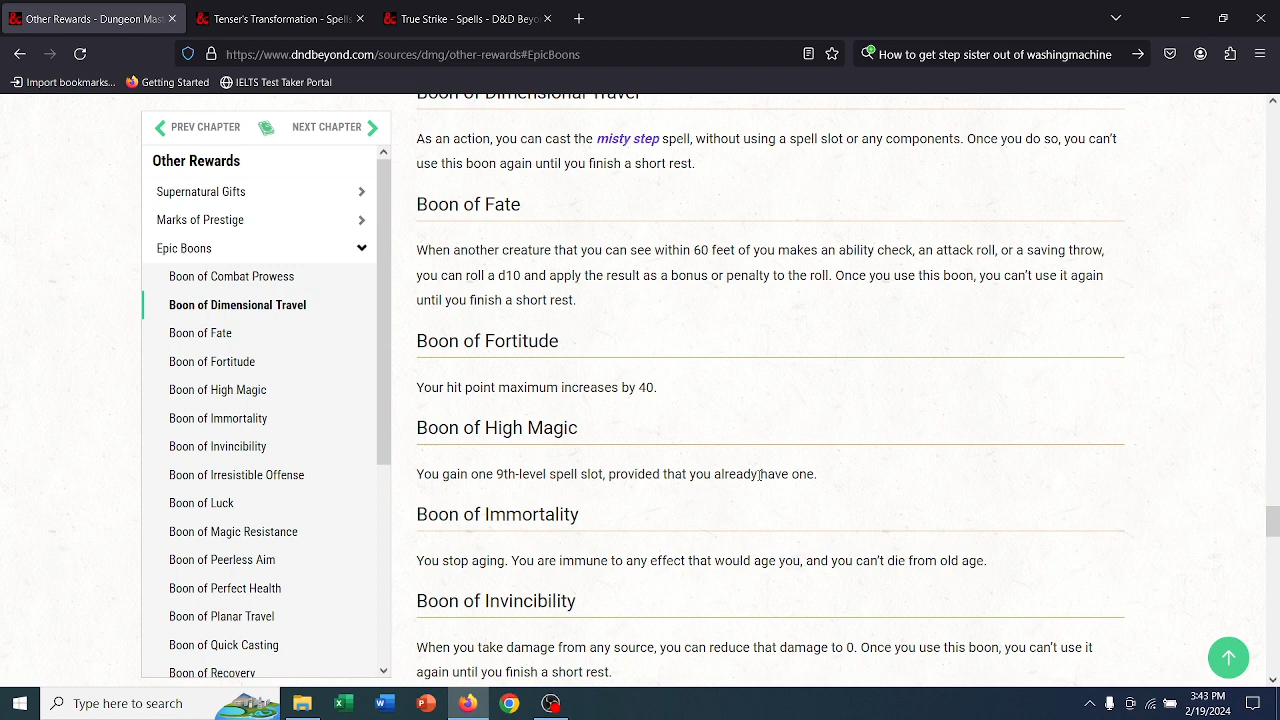 Other Rewards - Dungeon Mast
Tenser's Transformation - Spells
True Strike - Spells - D&D Beyo
https://www.dndbeyond.com/sources/dmg/other-rewards#EpicBoons
How to get step sister out of washingmachine
Import bookmarks...
Getting Started
IELTS Test Taker Portal
PREV CHAPTER
NEXT CHAPTER
Other Rewards
Supernatural Gifts
Marks of Prestige
Epic Boons
Boon of Combat Prowess
Boon of Dimensional Travel
Boon of Fate
Boon of Fortitude
Boon of High Magic
Boon of Immortality
Boon of Invincibility
Boon of Irresistible Offense
Boon of Luck
Boon of Magic Resistance
Boon of Peerless Aim
Boon of Perfect Health
Boon of Planar Travel
Boon of Quick Casting
Boon of Recovery
Boon of Dimensional Travel
As an action, you can cast the misty step spell, without using a spell slot or any components. Once you do so, you can’t
use this boon again until you finish a short rest.
Boon of Fate
When another creature that you can see within 60 feet of you makes an ability check, an attack roll, or a saving throw,
you can roll a d10 and apply the result as a bonus or penalty to the roll. Once you use this boon, you can’t use it again
until you finish a short rest.
Boon of Fortitude
Your hit point maximum increases by 40.
Boon of High Magic
You gain one 9th-level spell slot, provided that you already have one.
Boon of Immortality
You stop aging. You are immune to any effect that would age you, and you can’t die from old age.
Boon of Invincibility
When you take damage from any source, you can reduce that damage to 0. Once you use this boon, you can’t use it
again until you finish a short rest.
Type here to search
3:43 PM
2/19/2024